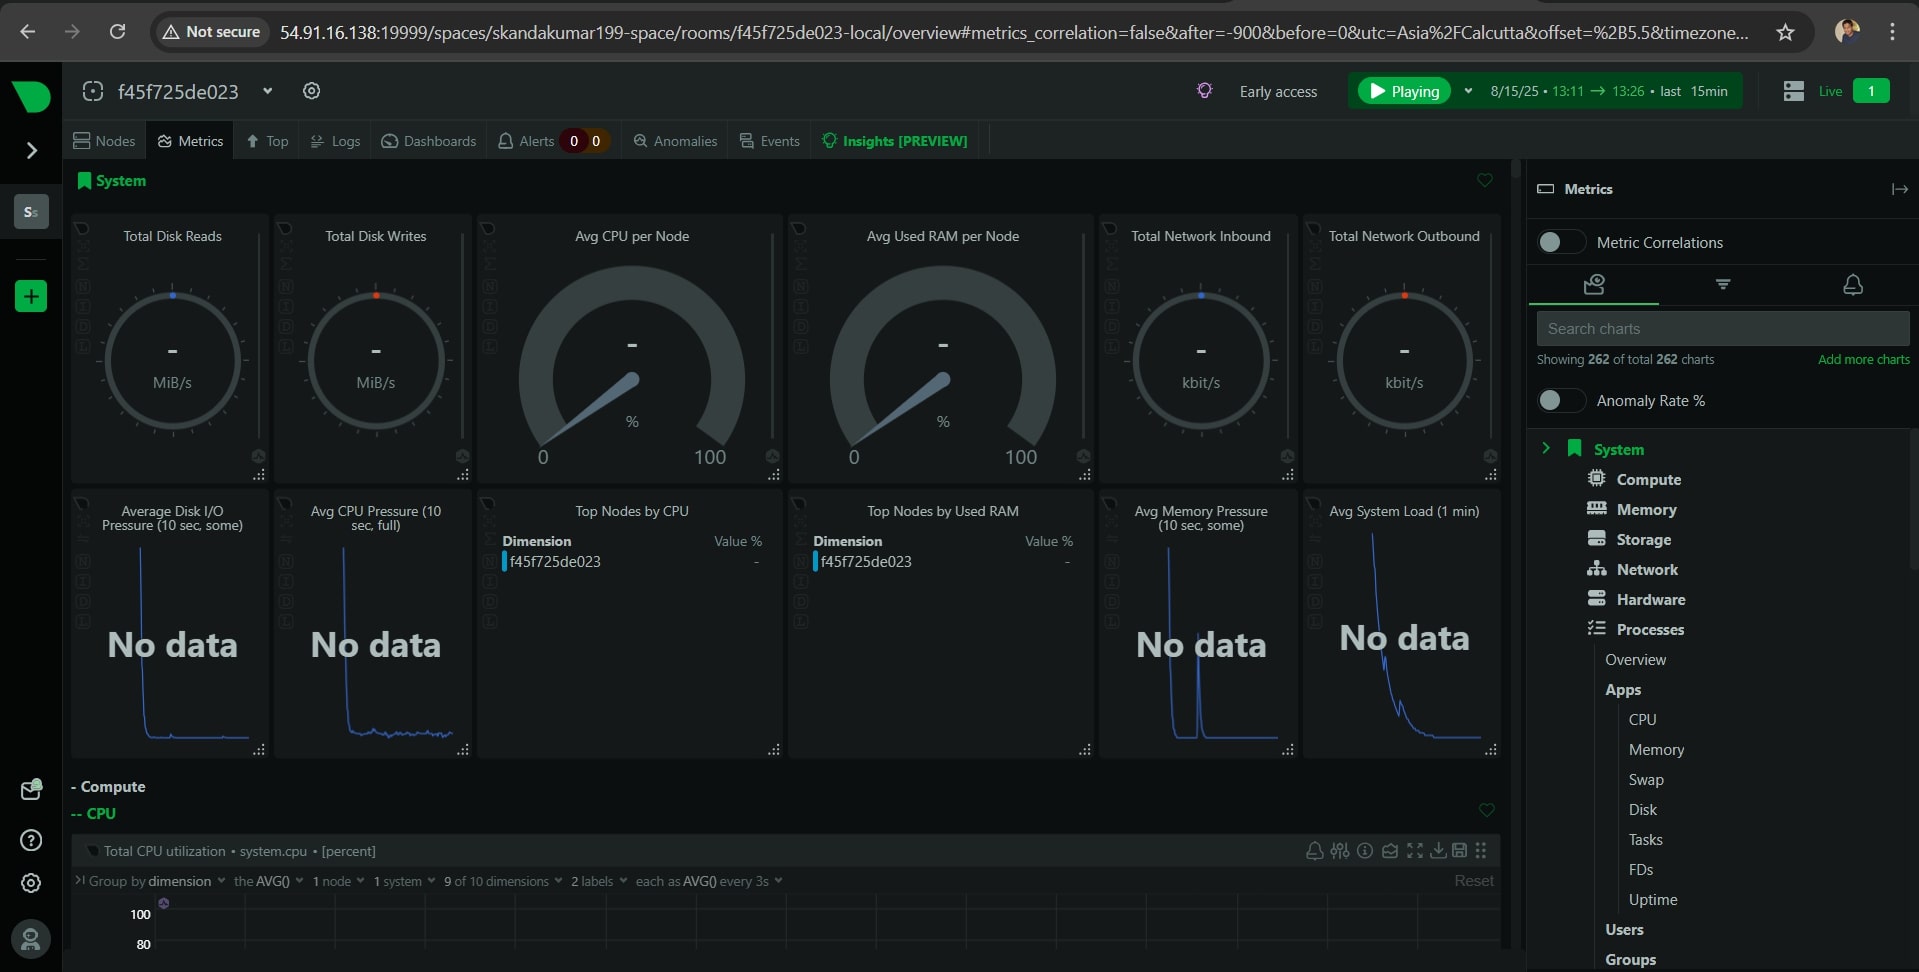 Not secure
54.91.16.138:19999/spaces/skandakumar199-space/rooms/f45f725de023-local/overview#metrics_correlation=false&after=-900&before=0&utc=Asia%2FCalcutta&offset=%2B5.5&timezone...
f45f725de023
Early access
Playing
8/15/25 • 13:11 → 13:26 • last 15min
Live
1
Nodes
Metrics
Top
Logs
Dashboards
Alerts 0 0
Anomalies
Events
Insights [PREVIEW]
Ss
System
Total Disk Reads
-
MiB/s
Total Disk Writes
-
MiB/s
Avg CPU per Node
-
%
0 100
Avg Used RAM per Node
-
%
0 100
Total Network Inbound
-
kbit/s
Total Network Outbound
-
kbit/s
Average Disk I/O
Pressure (10 sec, some)
No data
Avg CPU Pressure (10
sec, full)
No data
Top Nodes by CPU
Dimension Value %
f45f725de023 -
Top Nodes by Used RAM
Dimension Value %
f45f725de023 -
Avg Memory Pressure
(10 sec, some)
No data
Avg System Load (1 min)
No data
- Compute
-- CPU
Total CPU utilization • system.cpu • [percent]
Group by dimension the AVG() 1 node 1 system 9 of 10 dimensions 2 labels each as AVG() every 3s Reset
100
80
Metrics
Metric Correlations
Search charts
Showing 262 of total 262 charts Add more charts
Anomaly Rate %
System
Compute
Memory
Storage
Network
Hardware
Processes
Overview
Apps
CPU
Memory
Swap
Disk
Tasks
FDs
Uptime
Users
Groups